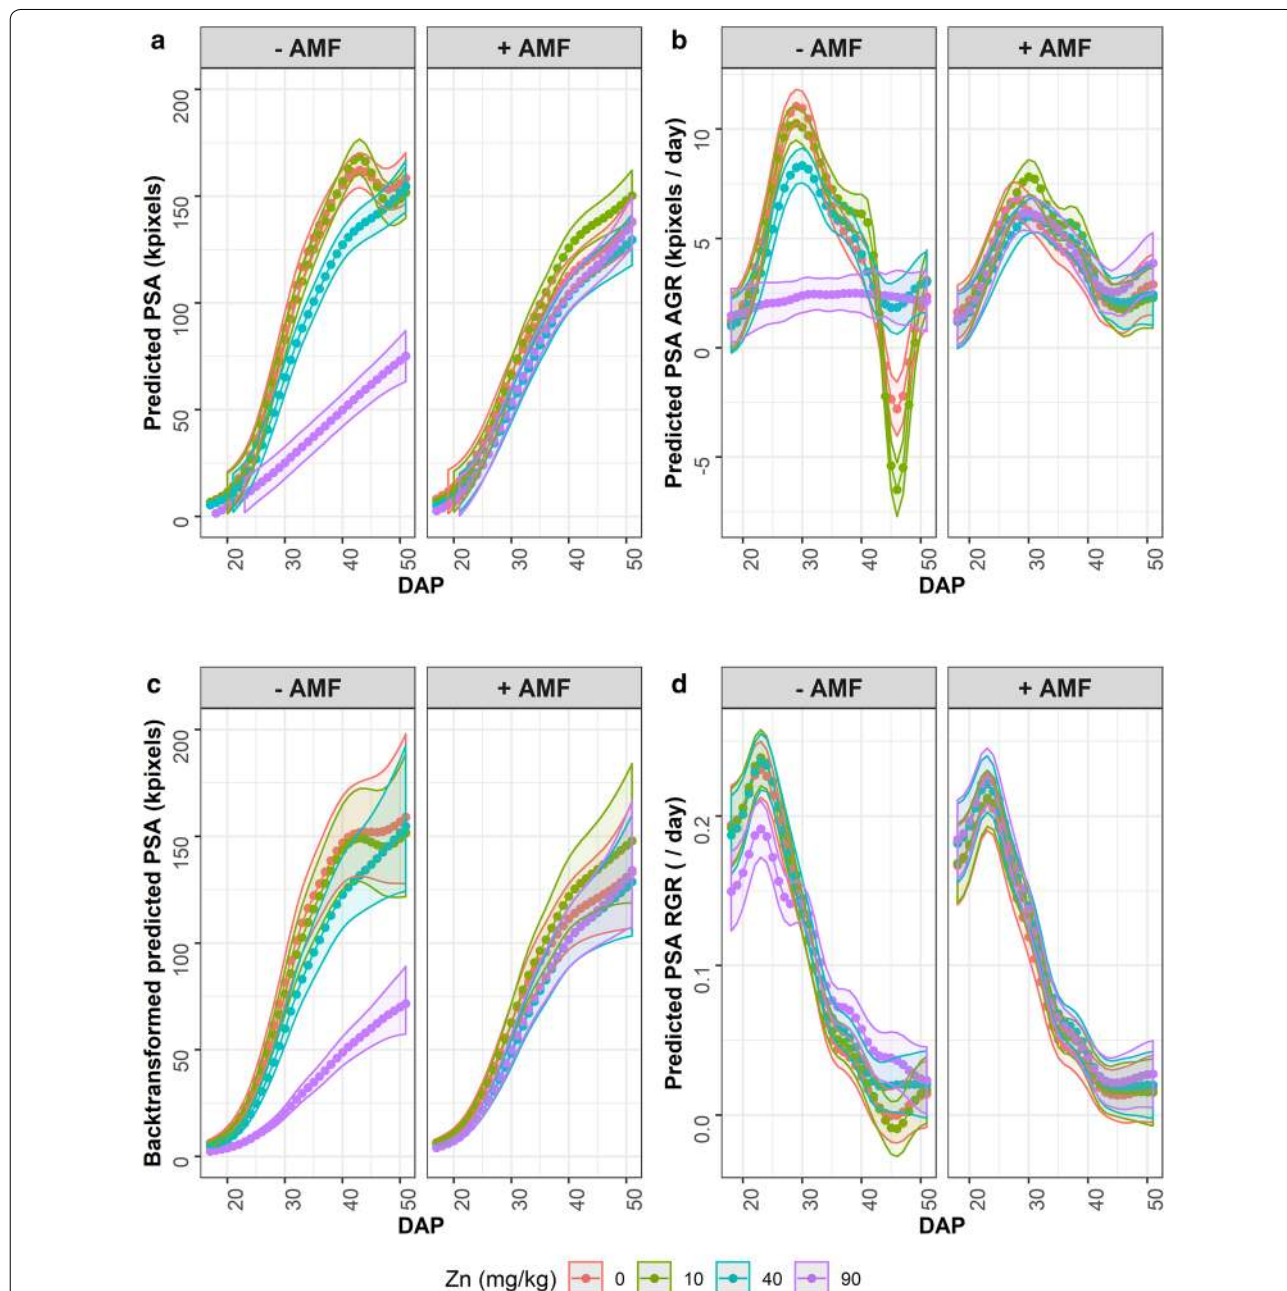 a
- AMF
+ AMF
Predicted PSA (kpixels)
0
50
100
150
200
20
30
40
50
20
30
40
50
DAP
b
- AMF
+ AMF
Predicted PSA AGR (kpixels / day)
-5
0
5
10
20
30
40
50
20
30
40
50
DAP
c
- AMF
+ AMF
Backtransformed predicted PSA (kpixels)
0
50
100
150
200
20
30
40
50
20
30
40
50
DAP
d
- AMF
+ AMF
Predicted PSA RGR ( / day)
0.0
0.1
0.2
20
30
40
50
20
30
40
50
DAP
Zn (mg/kg) 0 10 40 90